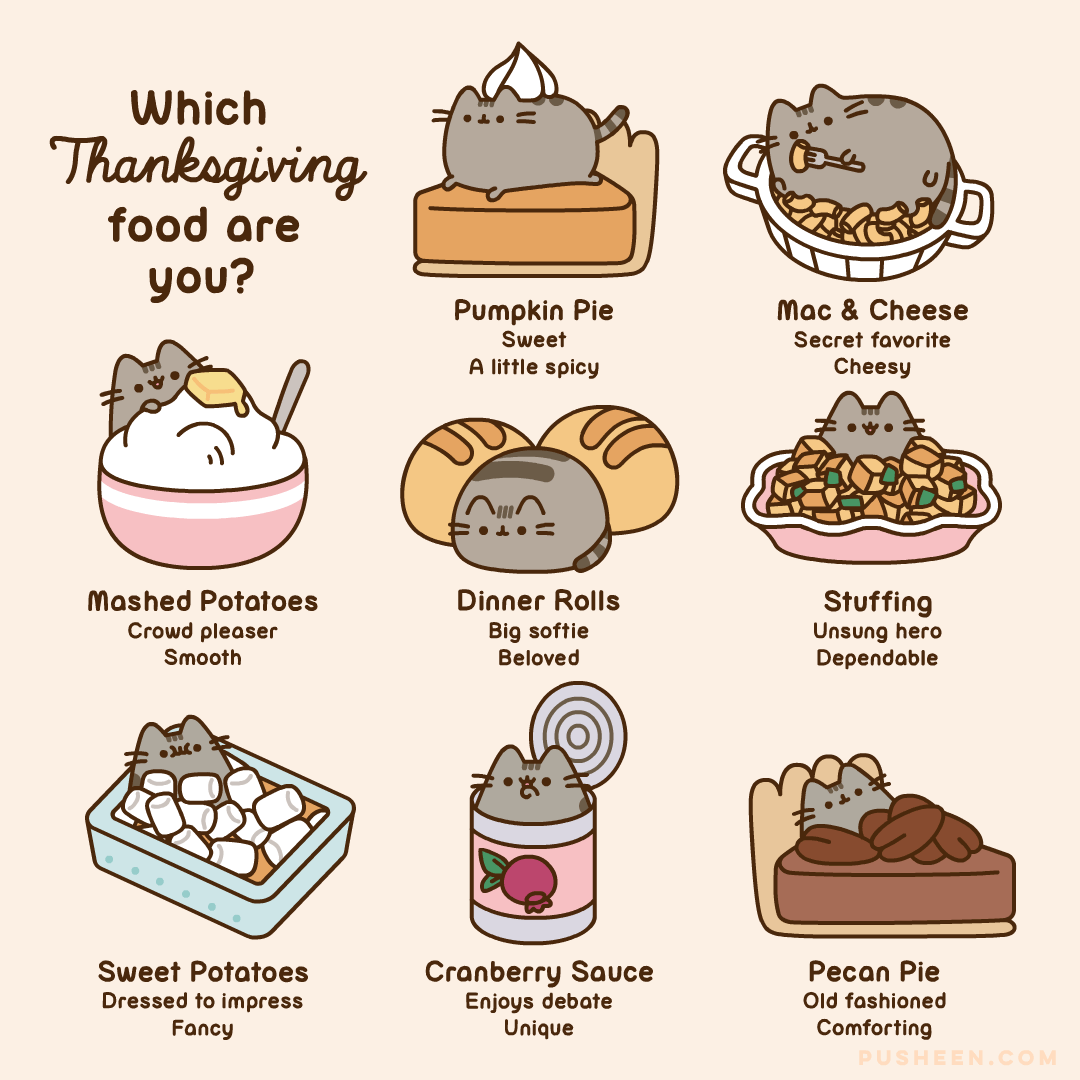 Which
Thanksgiving
food are
you?
Pumpkin Pie
Sweet
A little spicy
Mac & Cheese
Secret favorite
Cheesy
Mashed Potatoes
Crowd pleaser
Smooth
Dinner Rolls
Big softie
Beloved
Stuffing
Unsung hero
Dependable
Sweet Potatoes
Dressed to impress
Fancy
Cranberry Sauce
Enjoys debate
Unique
Pecan Pie
Old fashioned
Comforting
PUSHEEN.COM